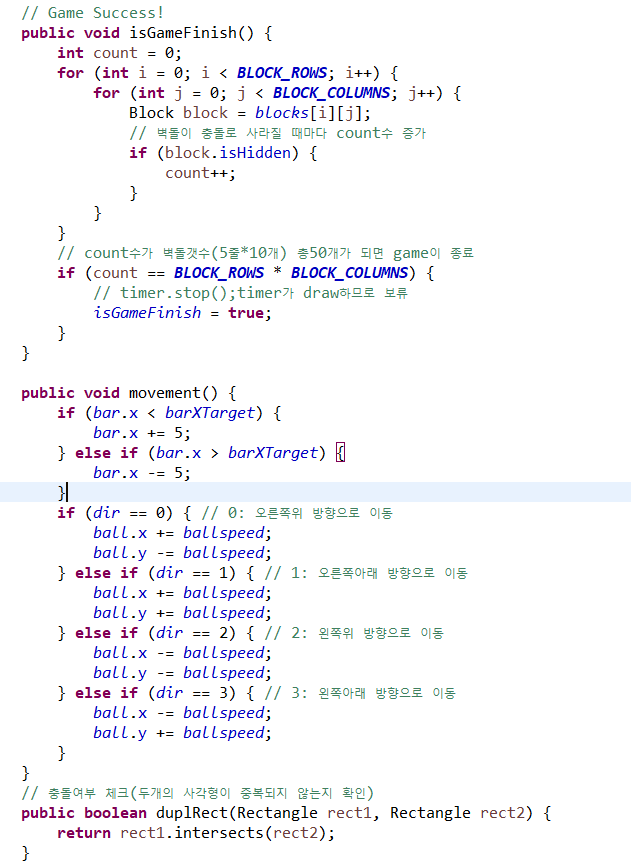 // Game Success!
public void isGameFinish() {
    int count = 0;
    for (int i = 0; i < BLOCK_ROWS; i++) {
        for (int j = 0; j < BLOCK_COLUMNS; j++) {
            Block block = blocks[i][j];
            // 벽돌이 충돌로 사라질 때마다 count수 증가
            if (block.isHidden) {
                count++;
            }
        }
    }
    // count수가 벽돌갯수(5줄*10개) 총50개가 되면 game이 종료
    if (count == BLOCK_ROWS * BLOCK_COLUMNS) {
        // timer.stop();timer가 draw하므로 보류
        isGameFinish = true;
    }
}

public void movement() {
    if (bar.x < barXTarget) {
        bar.x += 5;
    } else if (bar.x > barXTarget) {
        bar.x -= 5;
    }
    if (dir == 0) { // 0: 오른쪽위 방향으로 이동
        ball.x += ballspeed;
        ball.y -= ballspeed;
    } else if (dir == 1) { // 1: 오른쪽아래 방향으로 이동
        ball.x += ballspeed;
        ball.y += ballspeed;
    } else if (dir == 2) { // 2: 왼쪽위 방향으로 이동
        ball.x -= ballspeed;
        ball.y -= ballspeed;
    } else if (dir == 3) { // 3: 왼쪽아래 방향으로 이동
        ball.x -= ballspeed;
        ball.y += ballspeed;
    }
}
// 충돌여부 체크(두개의 사각형이 중복되지 않는지 확인)
public boolean duplRect(Rectangle rect1, Rectangle rect2) {
    return rect1.intersects(rect2);
}